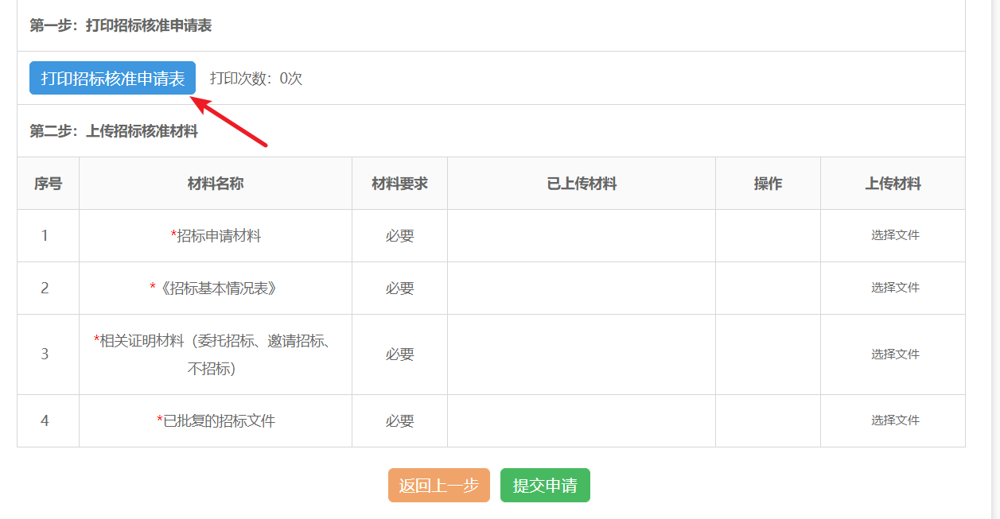 第一步：打印招标核准申请表
打印招标核准申请表 打印次数：0次
第二步：上传招标核准材料
序号 材料名称 材料要求 已上传材料 操作 上传材料
1 *招标申请材料 必要 选择文件
2 *《招标基本情况表》 必要 选择文件
3 *相关证明材料（委托招标、邀请招标、 必要 选择文件
不招标）
4 *已批复的招标文件 必要 选择文件
返回上一步 提交申请